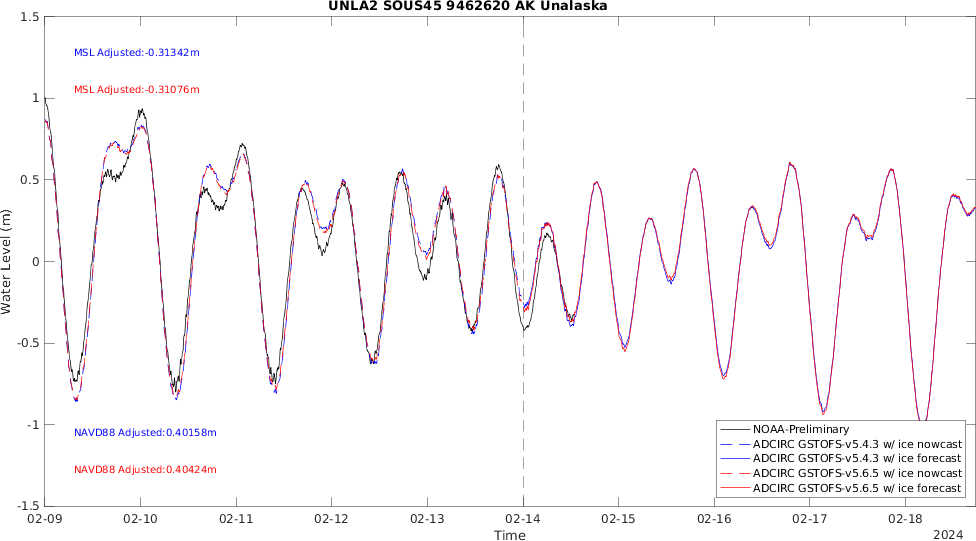 UNLA2 SOUS45 9462620 AK Unalaska
1.5
MSL Adjusted:-0.31342m
MSL Adjusted:-0.31076m
1
0.5
0
-0.5
-1
-1.5
Water Level (m)
NAVD88 Adjusted:0.40158m
NAVD88 Adjusted:0.40424m
NOAA-Preliminary
ADCIRC GSTOFS-v5.4.3 w/ ice nowcast
ADCIRC GSTOFS-v5.4.3 w/ ice forecast
ADCIRC GSTOFS-v5.6.5 w/ ice nowcast
ADCIRC GSTOFS-v5.6.5 w/ ice forecast
02-09 02-10 02-11 02-12 02-13 02-14 02-15 02-16 02-17 02-18
Time
2024